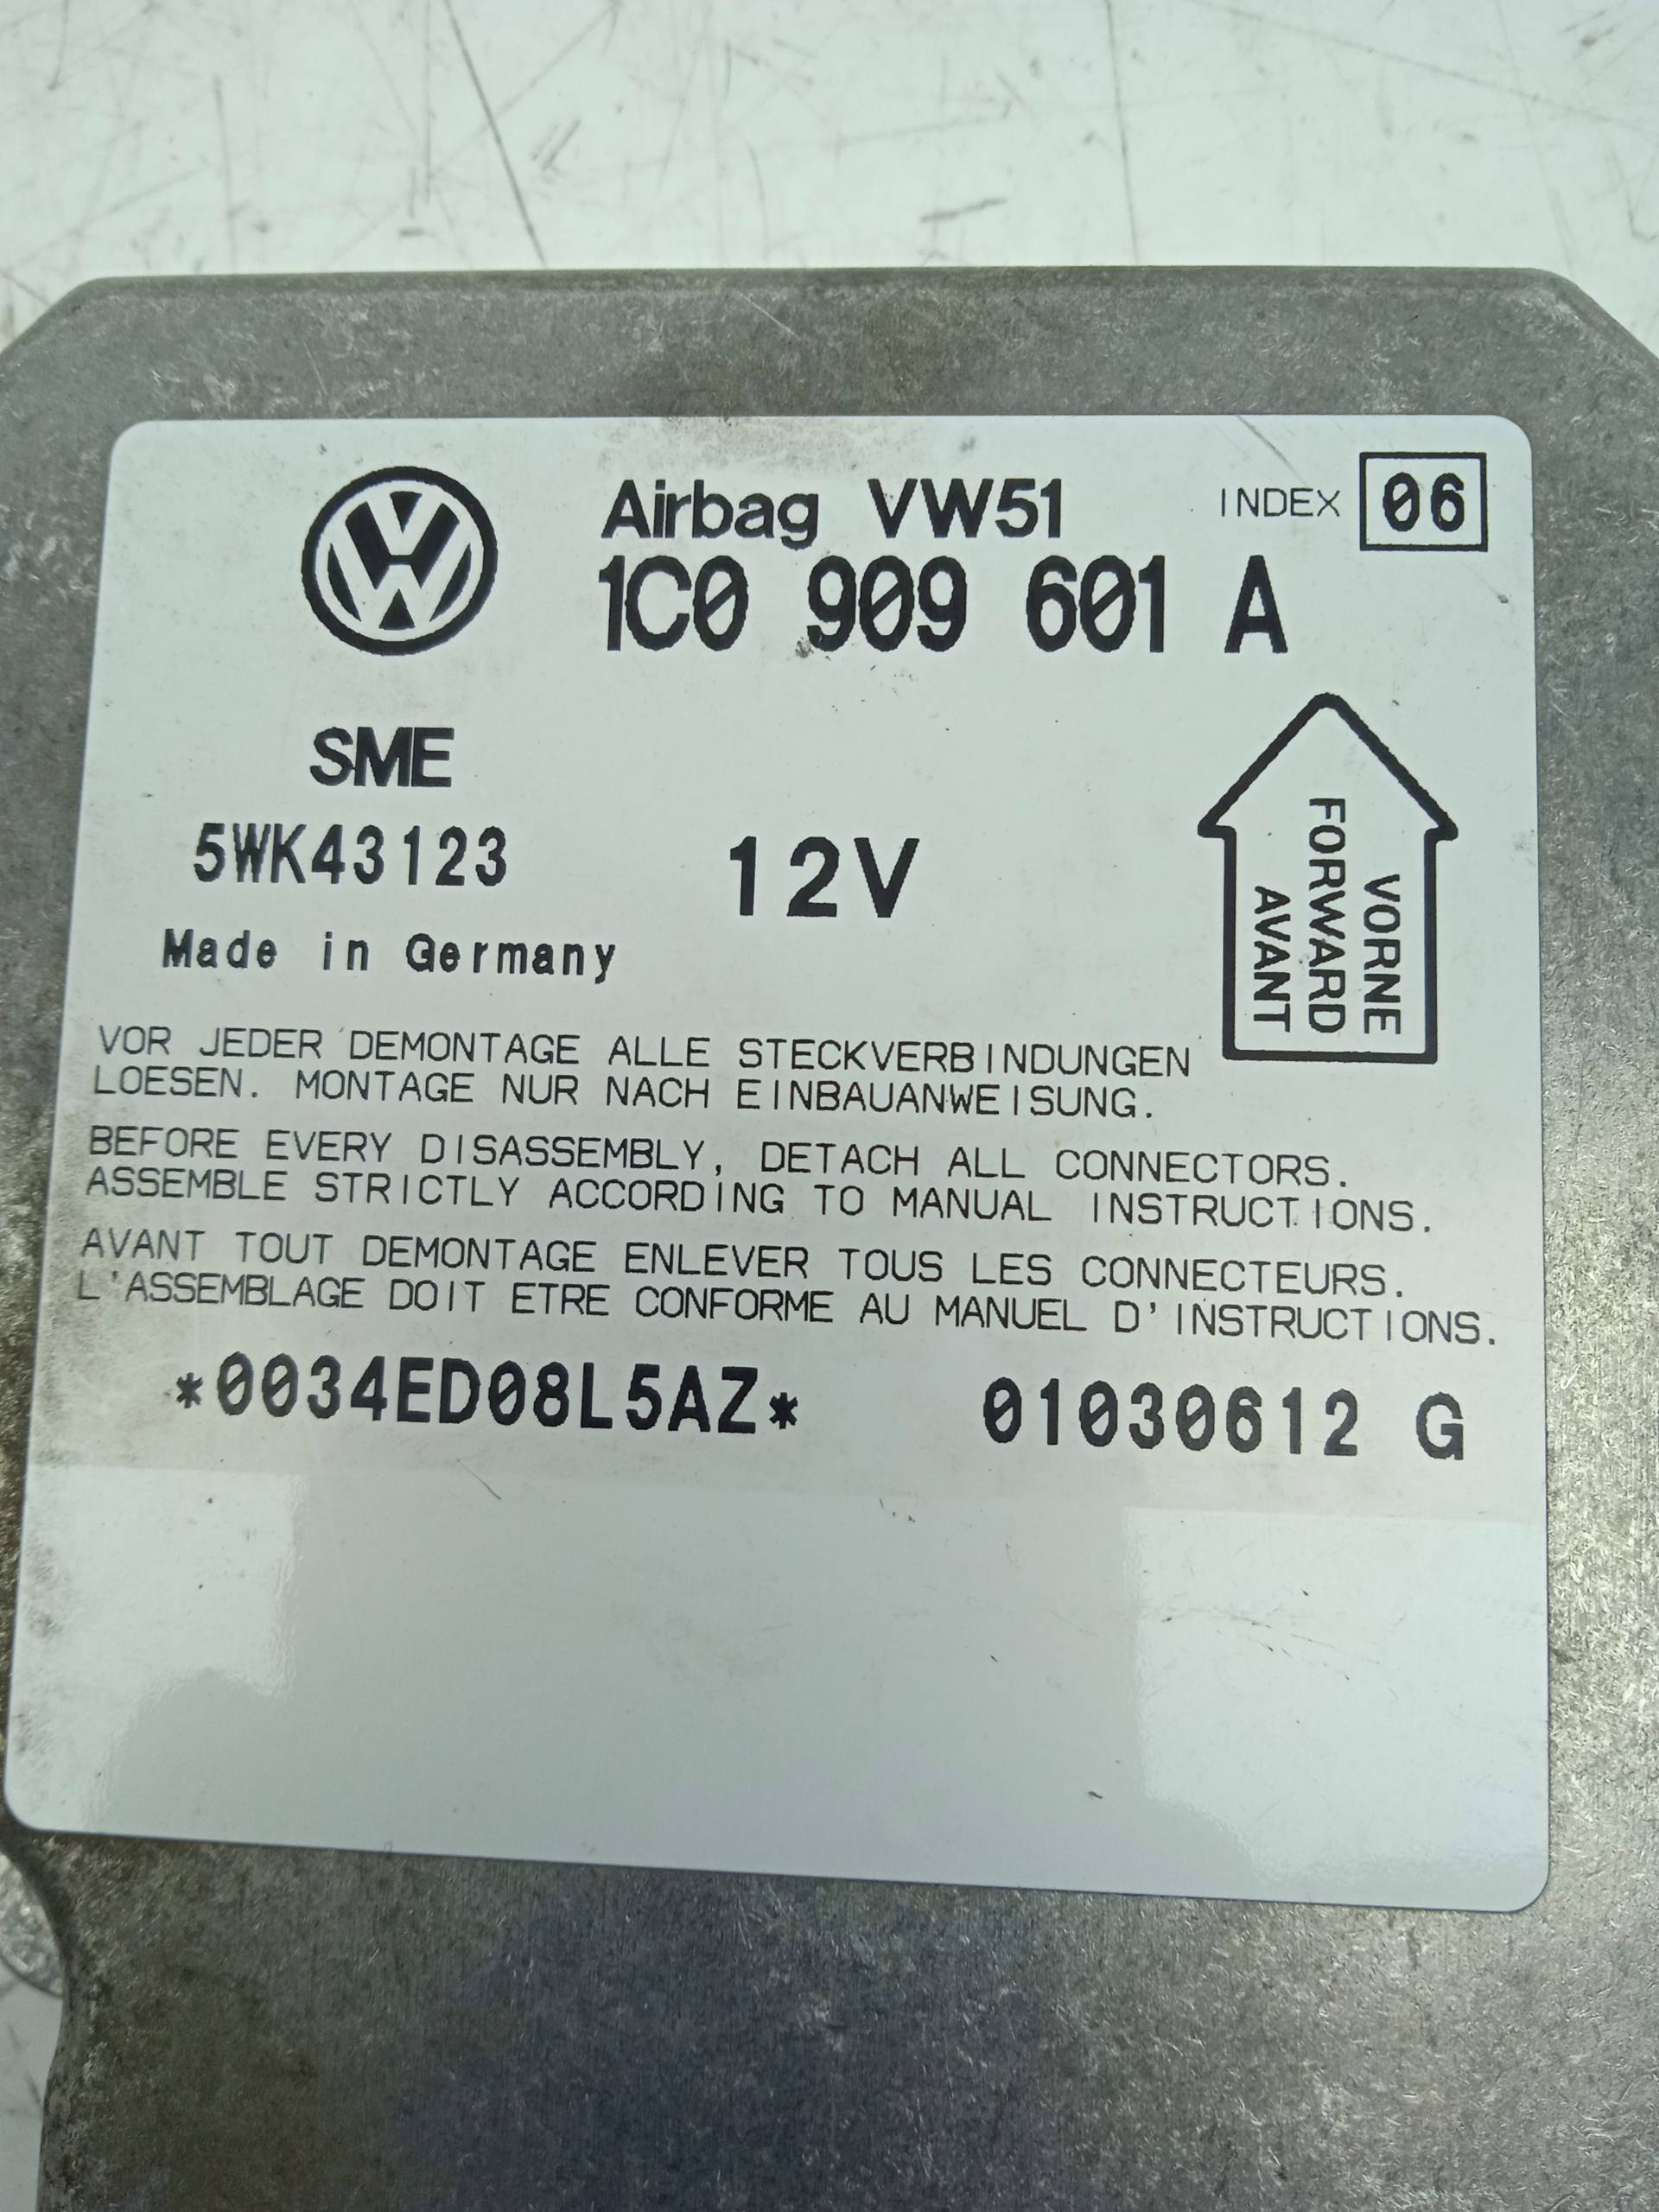 Airbag VW51 INDEX 06
1C0 909 601 A
SME
5WK43123 12V
Made in Germany
VORNE
FORWARD
AVANT
VOR JEDER DEMONTAGE ALLE STECKVERBINDUNGEN
LOESEN. MONTAGE NUR NACH EINBAUANWEISUNG.
BEFORE EVERY DISASSEMBLY, DETACH ALL CONNECTORS.
ASSEMBLE STRICTLY ACCORDING TO MANUAL INSTRUCTIONS.
AVANT TOUT DEMONTAGE ENLEVER TOUS LES CONNECTEURS.
L'ASSEMBLAGE DOIT ETRE CONFORME AU MANUEL D'INSTRUCTIONS.
*0034ED08L5AZ* 01030612 G